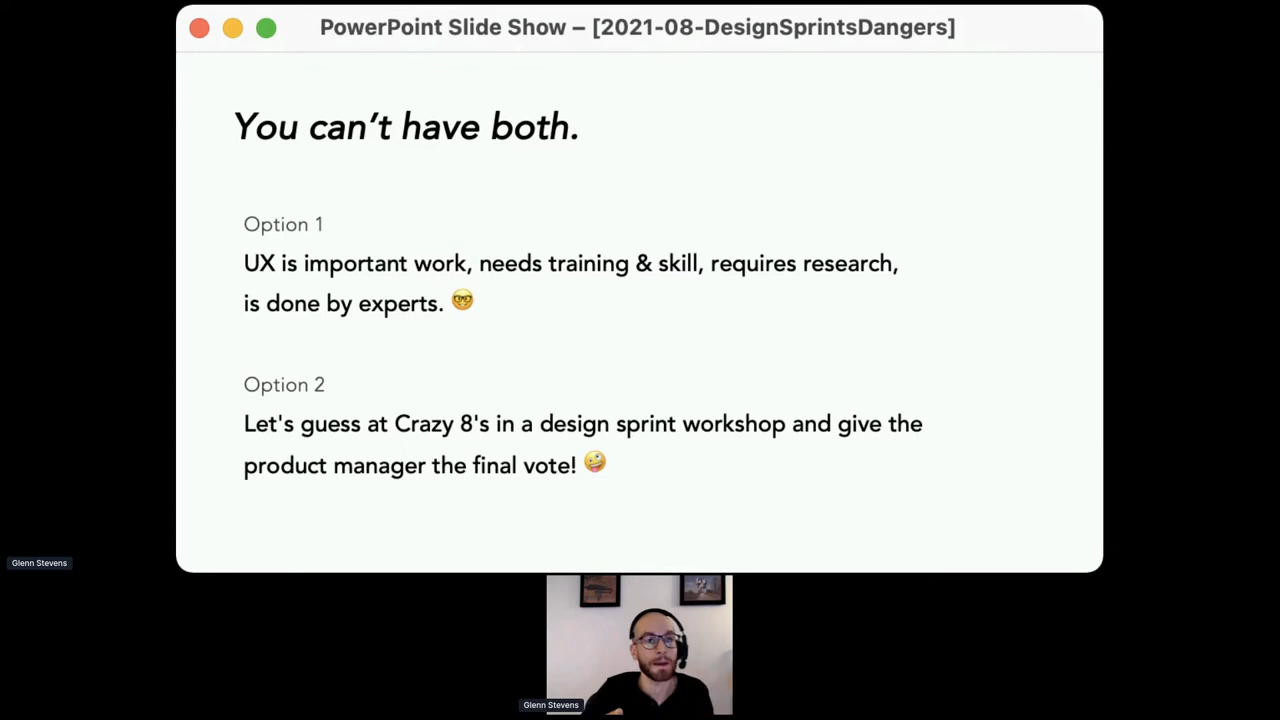 PowerPoint Slide Show – [2021-08-DesignSprintsDangers]
You can’t have both.
Option 1
UX is important work, needs training & skill, requires research,
is done by experts. 🤓
Option 2
Let's guess at Crazy 8's in a design sprint workshop and give the
product manager the final vote! 🤪
Glenn Stevens
Glenn Stevens